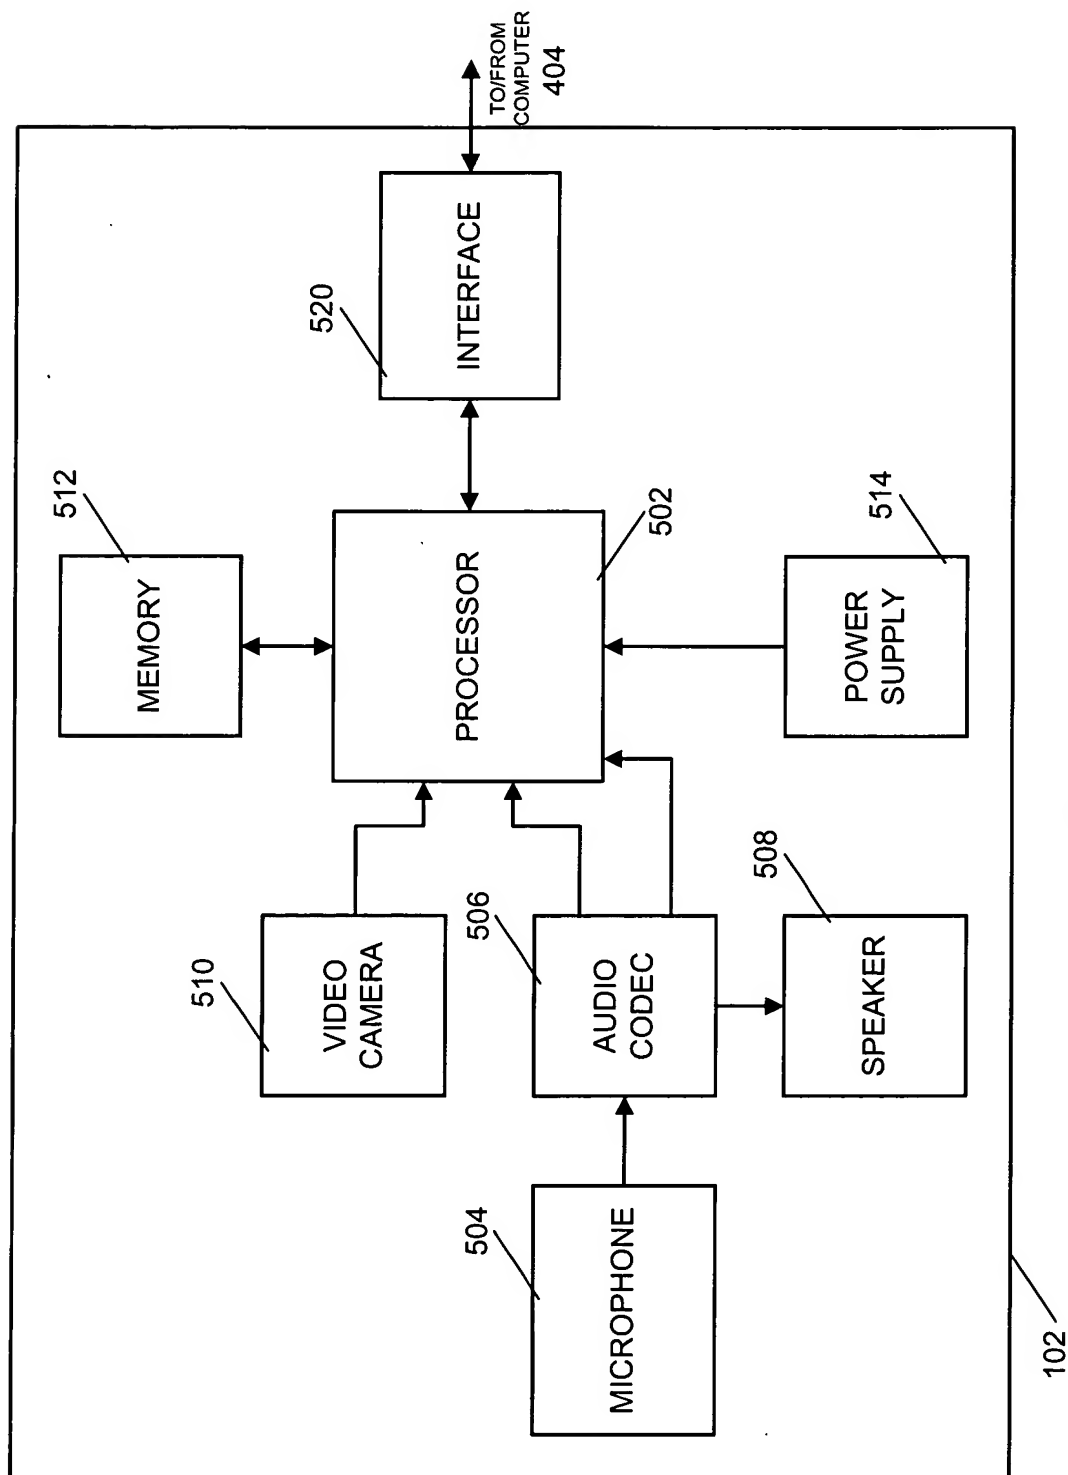 512
MEMORY
510
VIDEO
CAMERA
PROCESSOR
502
520
INTERFACE
TO/FROM
COMPUTER
404
504
MICROPHONE
506
AUDIO
CODEC
508
SPEAKER
514
POWER
SUPPLY
102